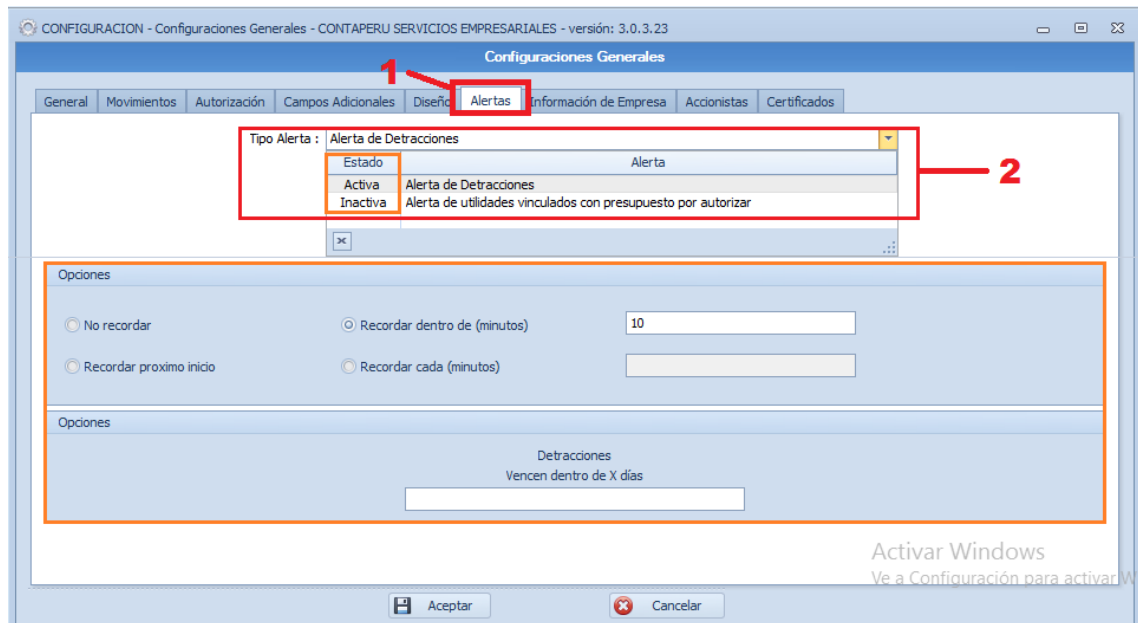 CONFIGURACION - Configuraciones Generales - CONTAPERU SERVICIOS EMPRESARIALES - versión: 3.0.3.23
Configuraciones Generales
1
General Movimientos Autorización Campos Adicionales Diseño Alertas Información de Empresa Accionistas Certificados
Tipo Alerta : Alerta de Detracciones
Estado Alerta
Activa Alerta de Detracciones
Inactiva Alerta de utilidades vinculados con presupuesto por autorizar
2
Opciones
No recordar Recordar dentro de (minutos) 10
Recordar proximo inicio Recordar cada (minutos)
Opciones
Detracciones
Vencen dentro de X días
Activar Windows
Ve a Configuración para activar W
Aceptar Cancelar